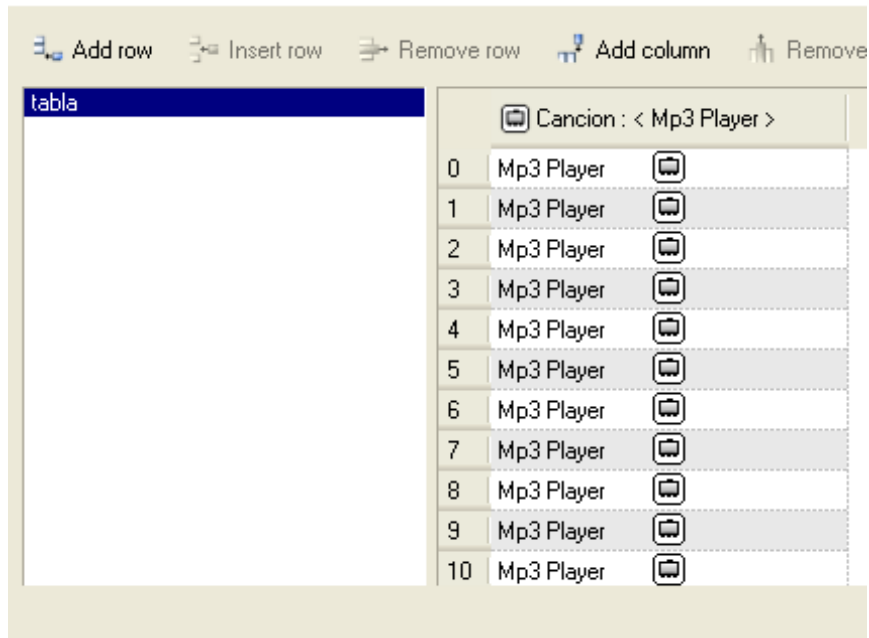 Add row Insert row Remove row Add column Remove
tabla
Cancion : < Mp3 Player >
0 Mp3 Player
1 Mp3 Player
2 Mp3 Player
3 Mp3 Player
4 Mp3 Player
5 Mp3 Player
6 Mp3 Player
7 Mp3 Player
8 Mp3 Player
9 Mp3 Player
10 Mp3 Player